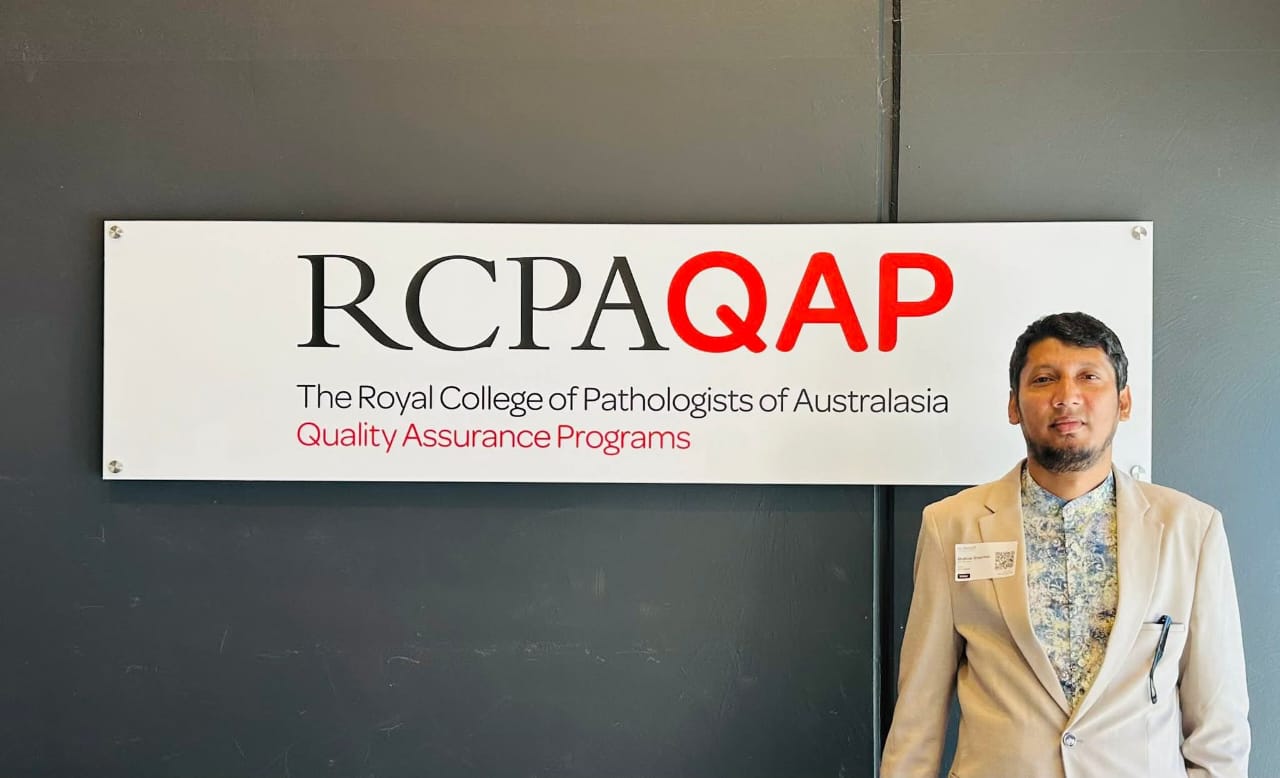 RCPAQAP
The Royal College of Pathologists of Australasia
Quality Assurance Programs